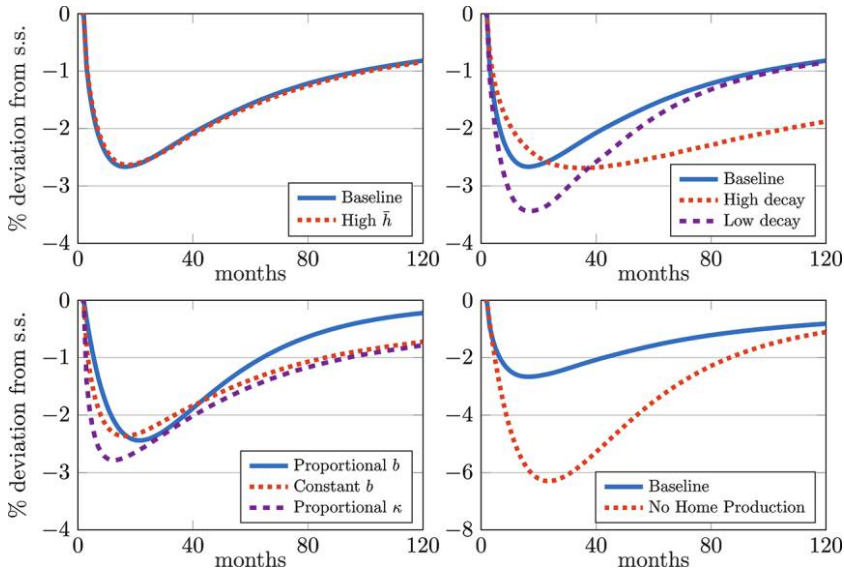 0
−1
−2
−3
−4
% deviation from s.s.
0 40 80 120
months
Baseline
High h̄
0
−1
−2
−3
−4
0 40 80 120
months
Baseline
High decay
Low decay
0
−1
−2
−3
−4
% deviation from s.s.
0 40 80 120
months
Proportional b
Constant b
Proportional κ
0
−2
−4
−6
−8
0 40 80 120
months
Baseline
No Home Production